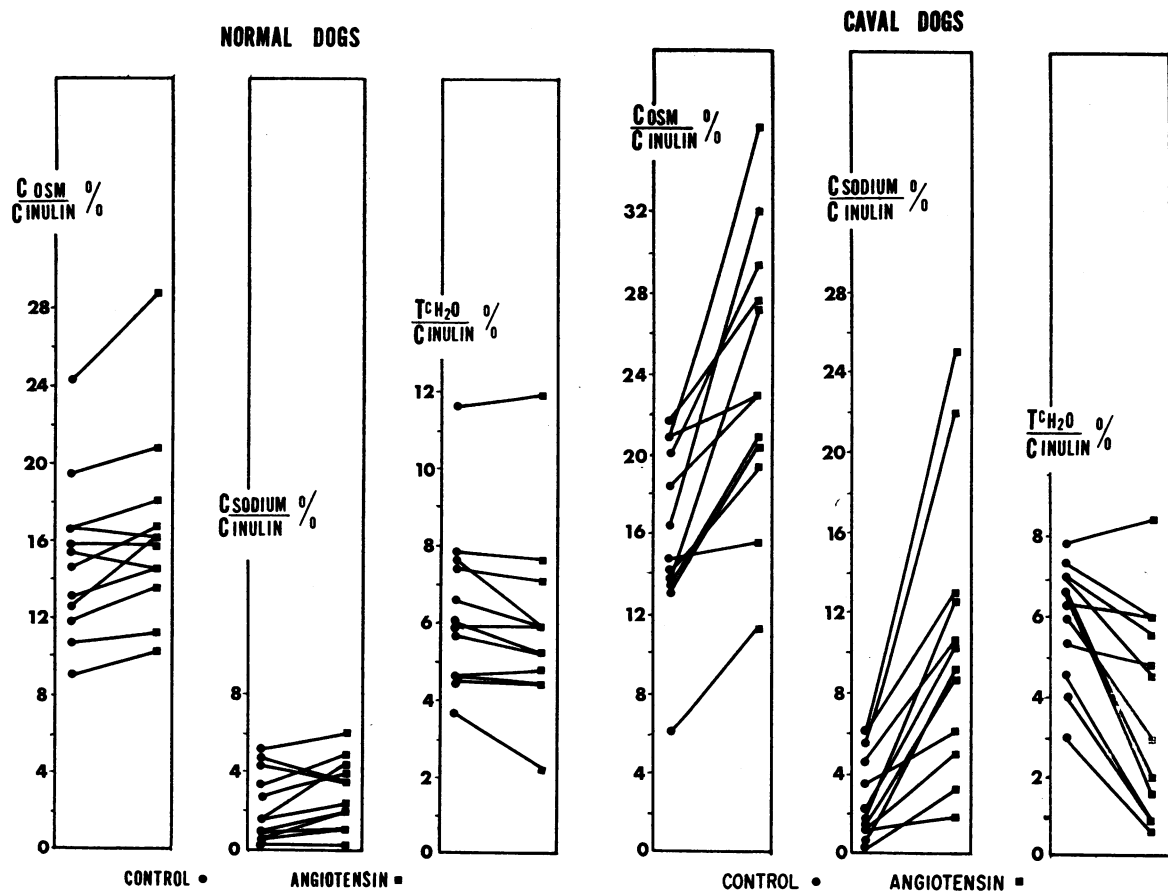 NORMAL DOGS
CAVAL DOGS
C OSM
C INULIN %
28
24
20
16
12
8
4
0
C SODIUM
C INULIN %
8
4
0
TᶜH₂O
C INULIN %
12
10
8
6
4
2
0
C OSM
C INULIN %
32
28
24
20
16
12
8
4
0
C SODIUM
C INULIN %
20
16
12
8
4
0
TᶜH₂O
C INULIN %
8
6
4
2
0
CONTROL ● ANGIOTENSIN ■
CONTROL ● ANGIOTENSIN ■